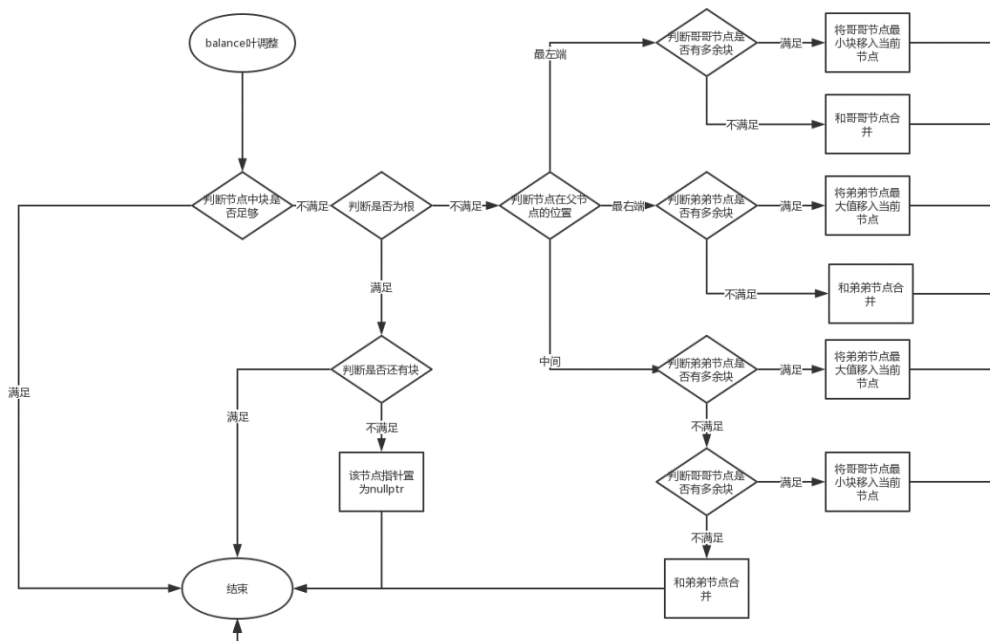 balance叶调整
判断节点中块是
否足够
不满足
判断是否为根
不满足
判断节点在父节
点的位置
满足
满足
判断是否还有块
满足
不满足
该节点指针置
为nullptr
结束
最左端
判断哥哥节点是
否有多余块
满足
将哥哥节点最
小块移入当前
节点
不满足
和哥哥节点合
并
最右端
判断弟弟节点是
否有多余块
满足
将弟弟节点最
大值移入当前
节点
不满足
和弟弟节点合
并
中间
判断弟弟节点是
否有多余块
满足
将弟弟节点最
大值移入当前
节点
不满足
判断哥哥节点是
否有多余块
满足
将哥哥节点最
小块移入当前
节点
不满足
和弟弟节点合
并